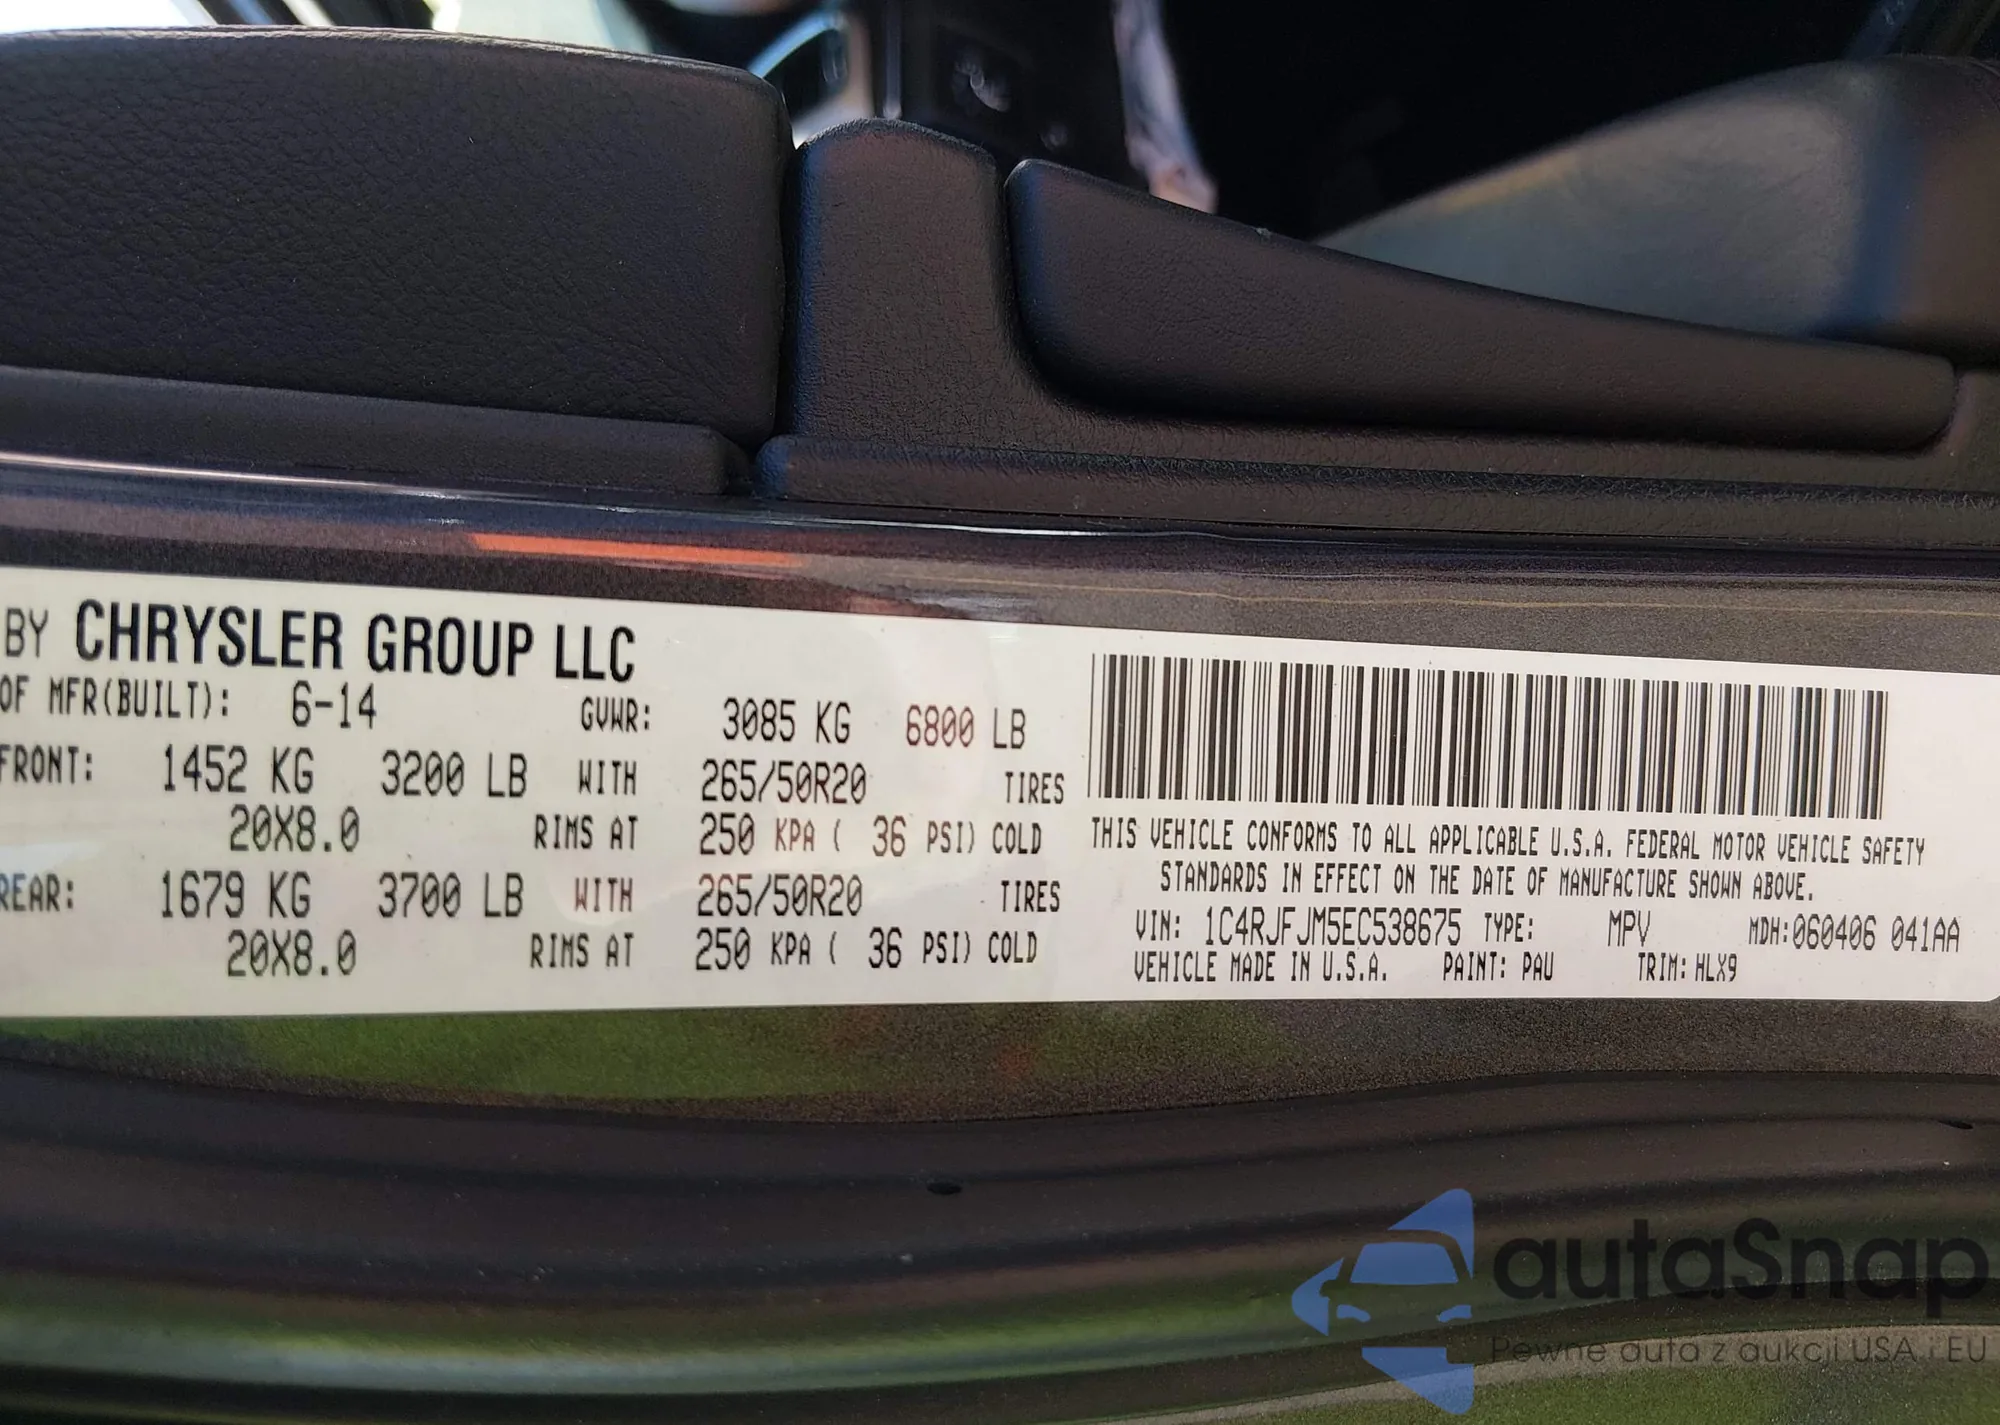 BY CHRYSLER GROUP LLC
OF MFR(BUILT): 6-14 GVWR: 3085 KG 6800 LB
FRONT: 1452 KG 3200 LB WITH 265/50R20 TIRES
20X8.0 RIMS AT 250 KPA ( 36 PSI) COLD
REAR: 1679 KG 3700 LB WITH 265/50R20 TIRES
20X8.0 RIMS AT 250 KPA ( 36 PSI) COLD
THIS VEHICLE CONFORMS TO ALL APPLICABLE U.S.A. FEDERAL MOTOR VEHICLE SAFETY
STANDARDS IN EFFECT ON THE DATE OF MANUFACTURE SHOWN ABOVE.
VIN: 1C4RJFJM5EC538675 TYPE: MPV MDH:060406 041AA
VEHICLE MADE IN U.S.A. PAINT: PAU TRIM: HLX9
autaSnap
Pewne auta z aukcji USA i EU